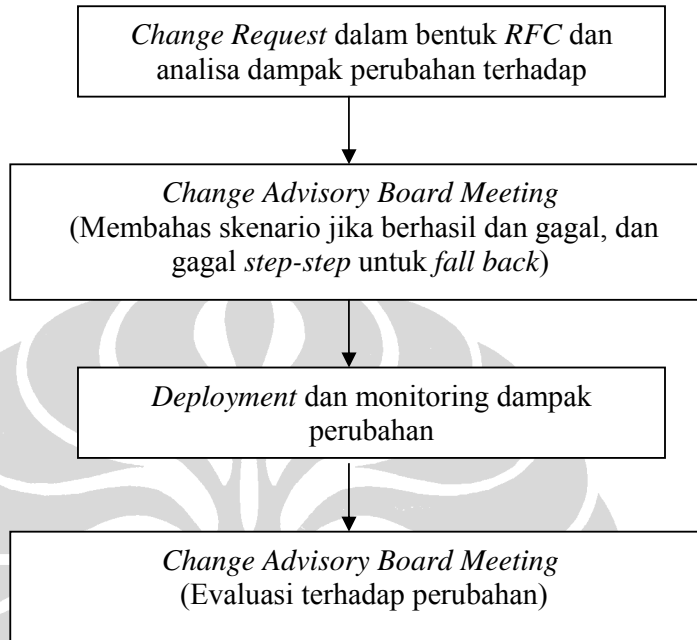 Change Request dalam bentuk RFC dan
analisa dampak perubahan terhadap
Change Advisory Board Meeting
(Membahas skenario jika berhasil dan gagal, dan
gagal step-step untuk fall back)
Deployment dan monitoring dampak
perubahan
Change Advisory Board Meeting
(Evaluasi terhadap perubahan)